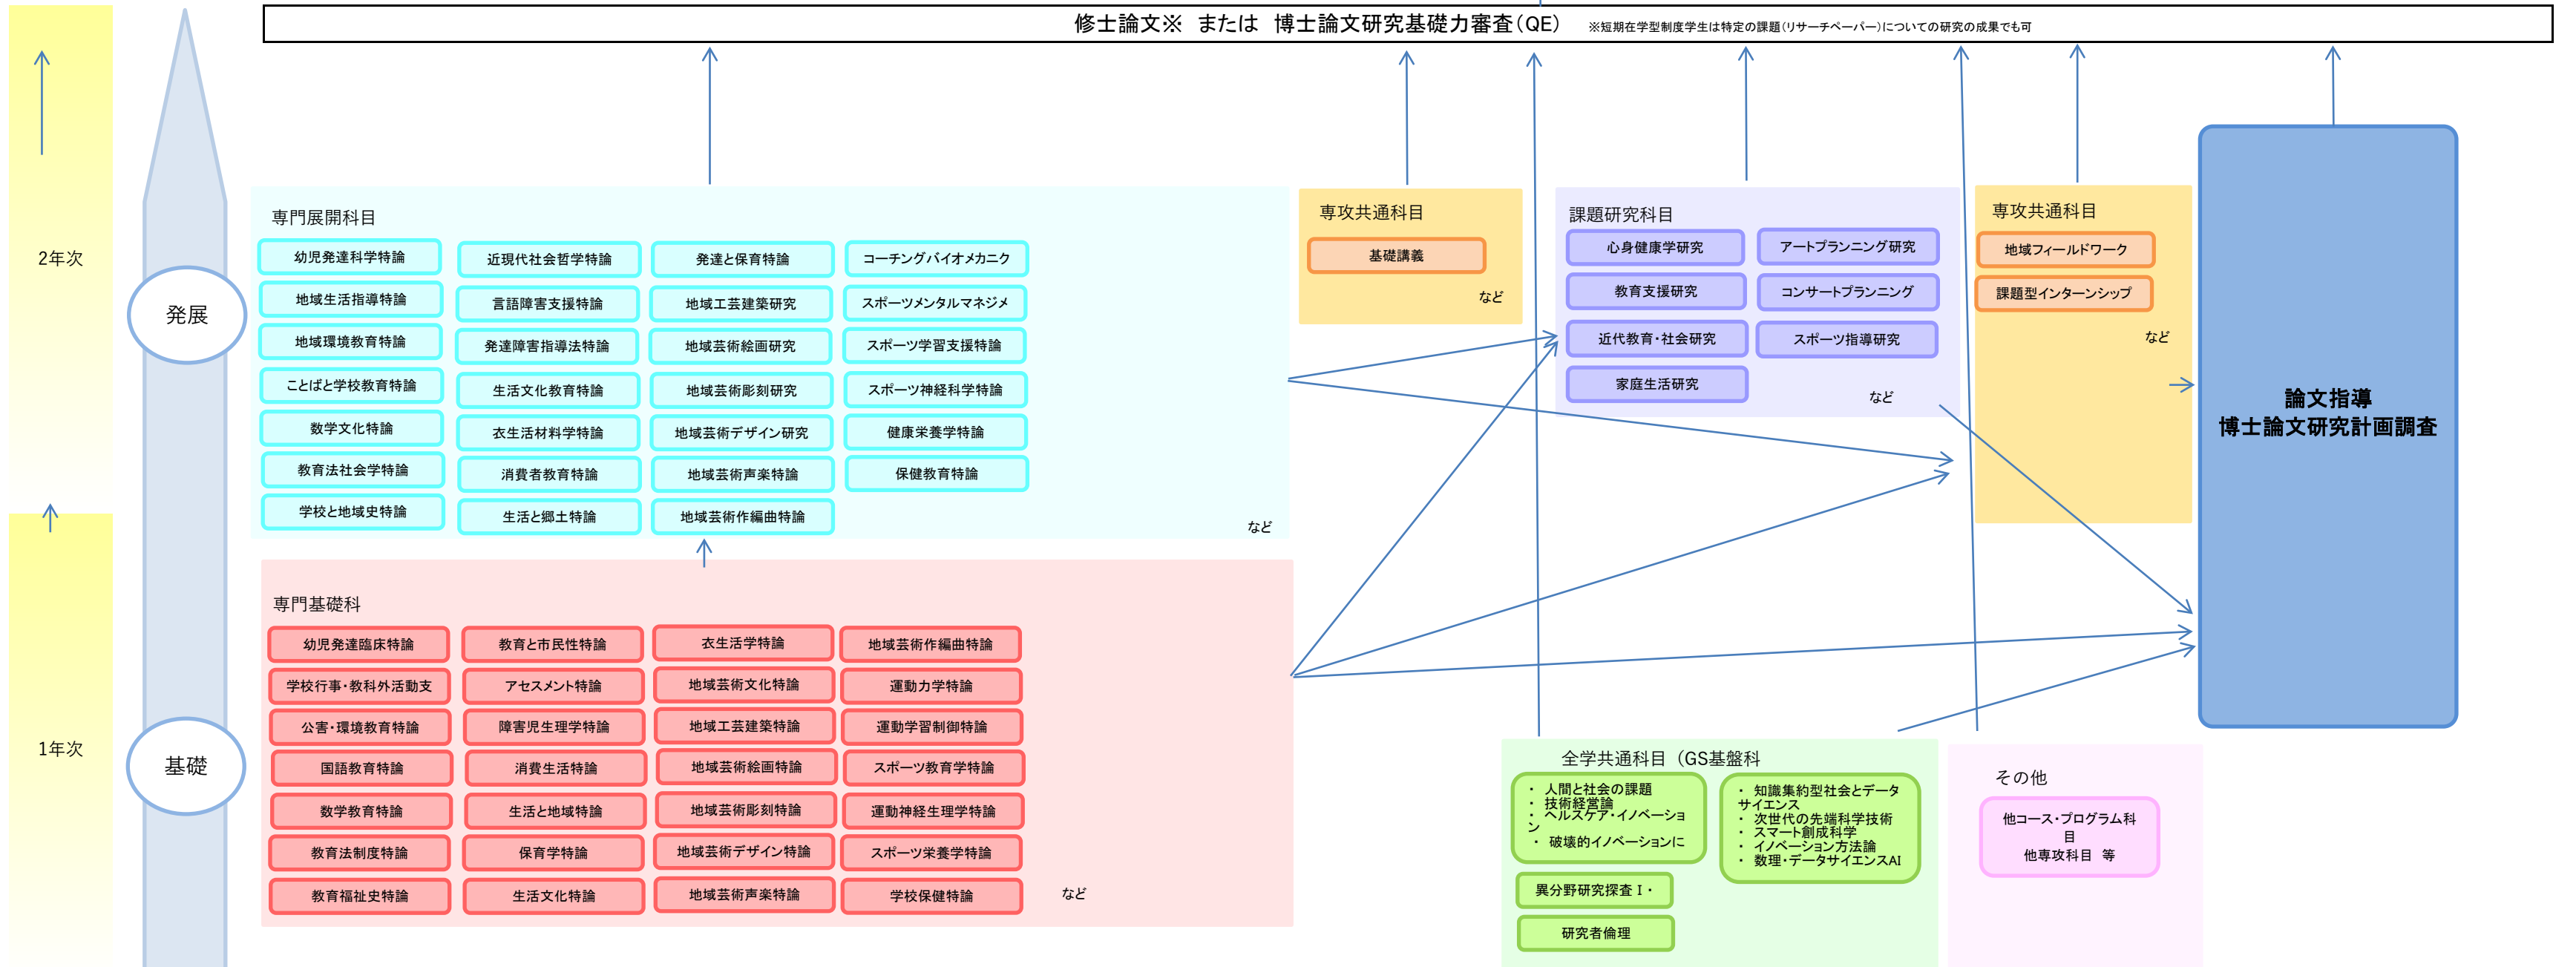 修士論文※ または 博士論文研究基礎力審査(QE) ※短期在学型制度学生は特定の課題(リサーチペーパー)についての研究の成果でも可
2年次
発展
専門展開科目
幼児発達科学特論
地域生活指導特論
地域環境教育特論
ことばと学校教育特論
数学文化特論
教育法社会学特論
学校と地域史特論
近現代社会哲学特論
言語障害支援特論
発達障害指導法特論
生活文化教育特論
衣生活材料学特論
消費者教育特論
生活と郷土特論
発達と保育特論
地域工芸建築研究
地域芸術絵画研究
地域芸術彫刻研究
地域芸術デザイン研究
地域芸術声楽特論
地域芸術作編曲特論
コーチングバイオメカニク
スポーツメンタルマネジメ
スポーツ学習支援特論
スポーツ神経科学特論
健康栄養学特論
保健教育特論
など
専攻共通科目
基礎講義
など
課題研究科目
心身健康学研究
教育支援研究
近代教育・社会研究
家庭生活研究
アートプランニング研究
コンサートプランニング
スポーツ指導研究
など
専攻共通科目
地域フィールドワーク
課題型インターンシップ
など
論文指導
博士論文研究計画調査
1年次
基礎
専門基礎科
幼児発達臨床特論
学校行事・教科外活動支
公害・環境教育特論
国語教育特論
数学教育特論
教育法制度特論
教育福祉史特論
教育と市民性特論
アセスメント特論
障害児生理学特論
消費生活特論
生活と地域特論
保育学特論
生活文化特論
衣生活学特論
地域芸術文化特論
地域工芸建築特論
地域芸術絵画特論
地域芸術彫刻特論
地域芸術デザイン特論
地域芸術声楽特論
地域芸術作編曲特論
運動力学特論
運動学習制御特論
スポーツ教育学特論
運動神経生理学特論
スポーツ栄養学特論
学校保健特論
など
全学共通科目(GS基盤科
・ 人間と社会の課題
・ 技術経営論
・ ヘルスケア・イノベーショ
ン
・ 破壊的イノベーションに
異分野研究探査Ⅰ・
研究者倫理
・ 知識集約型社会とデータ
サイエンス
・ 次世代の先端科学技術
・ スマート創成科学
・ イノベーション方法論
・ 数理・データサイエンスAI
その他
他コース・プログラム科
目
他専攻科目 等